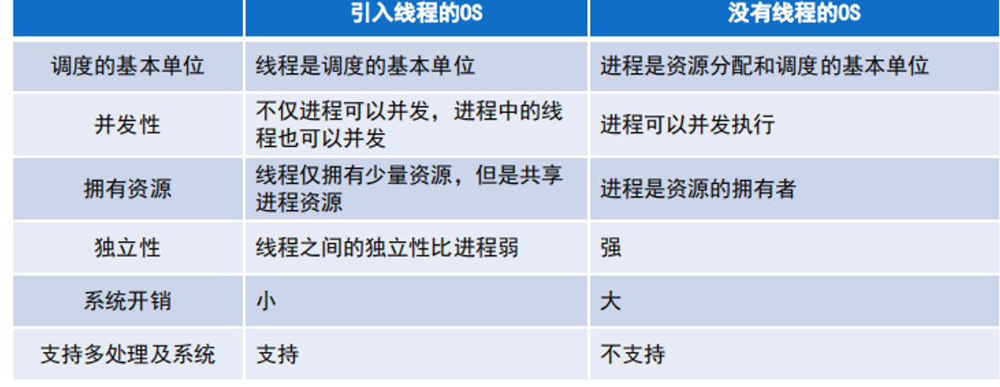 引入线程的OS
没有线程的OS
调度的基本单位
线程是调度的基本单位
进程是资源分配和调度的基本单位
并发性
不仅进程可以并发，进程中的线
程也可以并发
进程可以并发执行
拥有资源
线程仅拥有少量资源，但是共享
进程资源
进程是资源的拥有者
独立性
线程之间的独立性比进程弱
强
系统开销
小
大
支持多处理及系统
支持
不支持